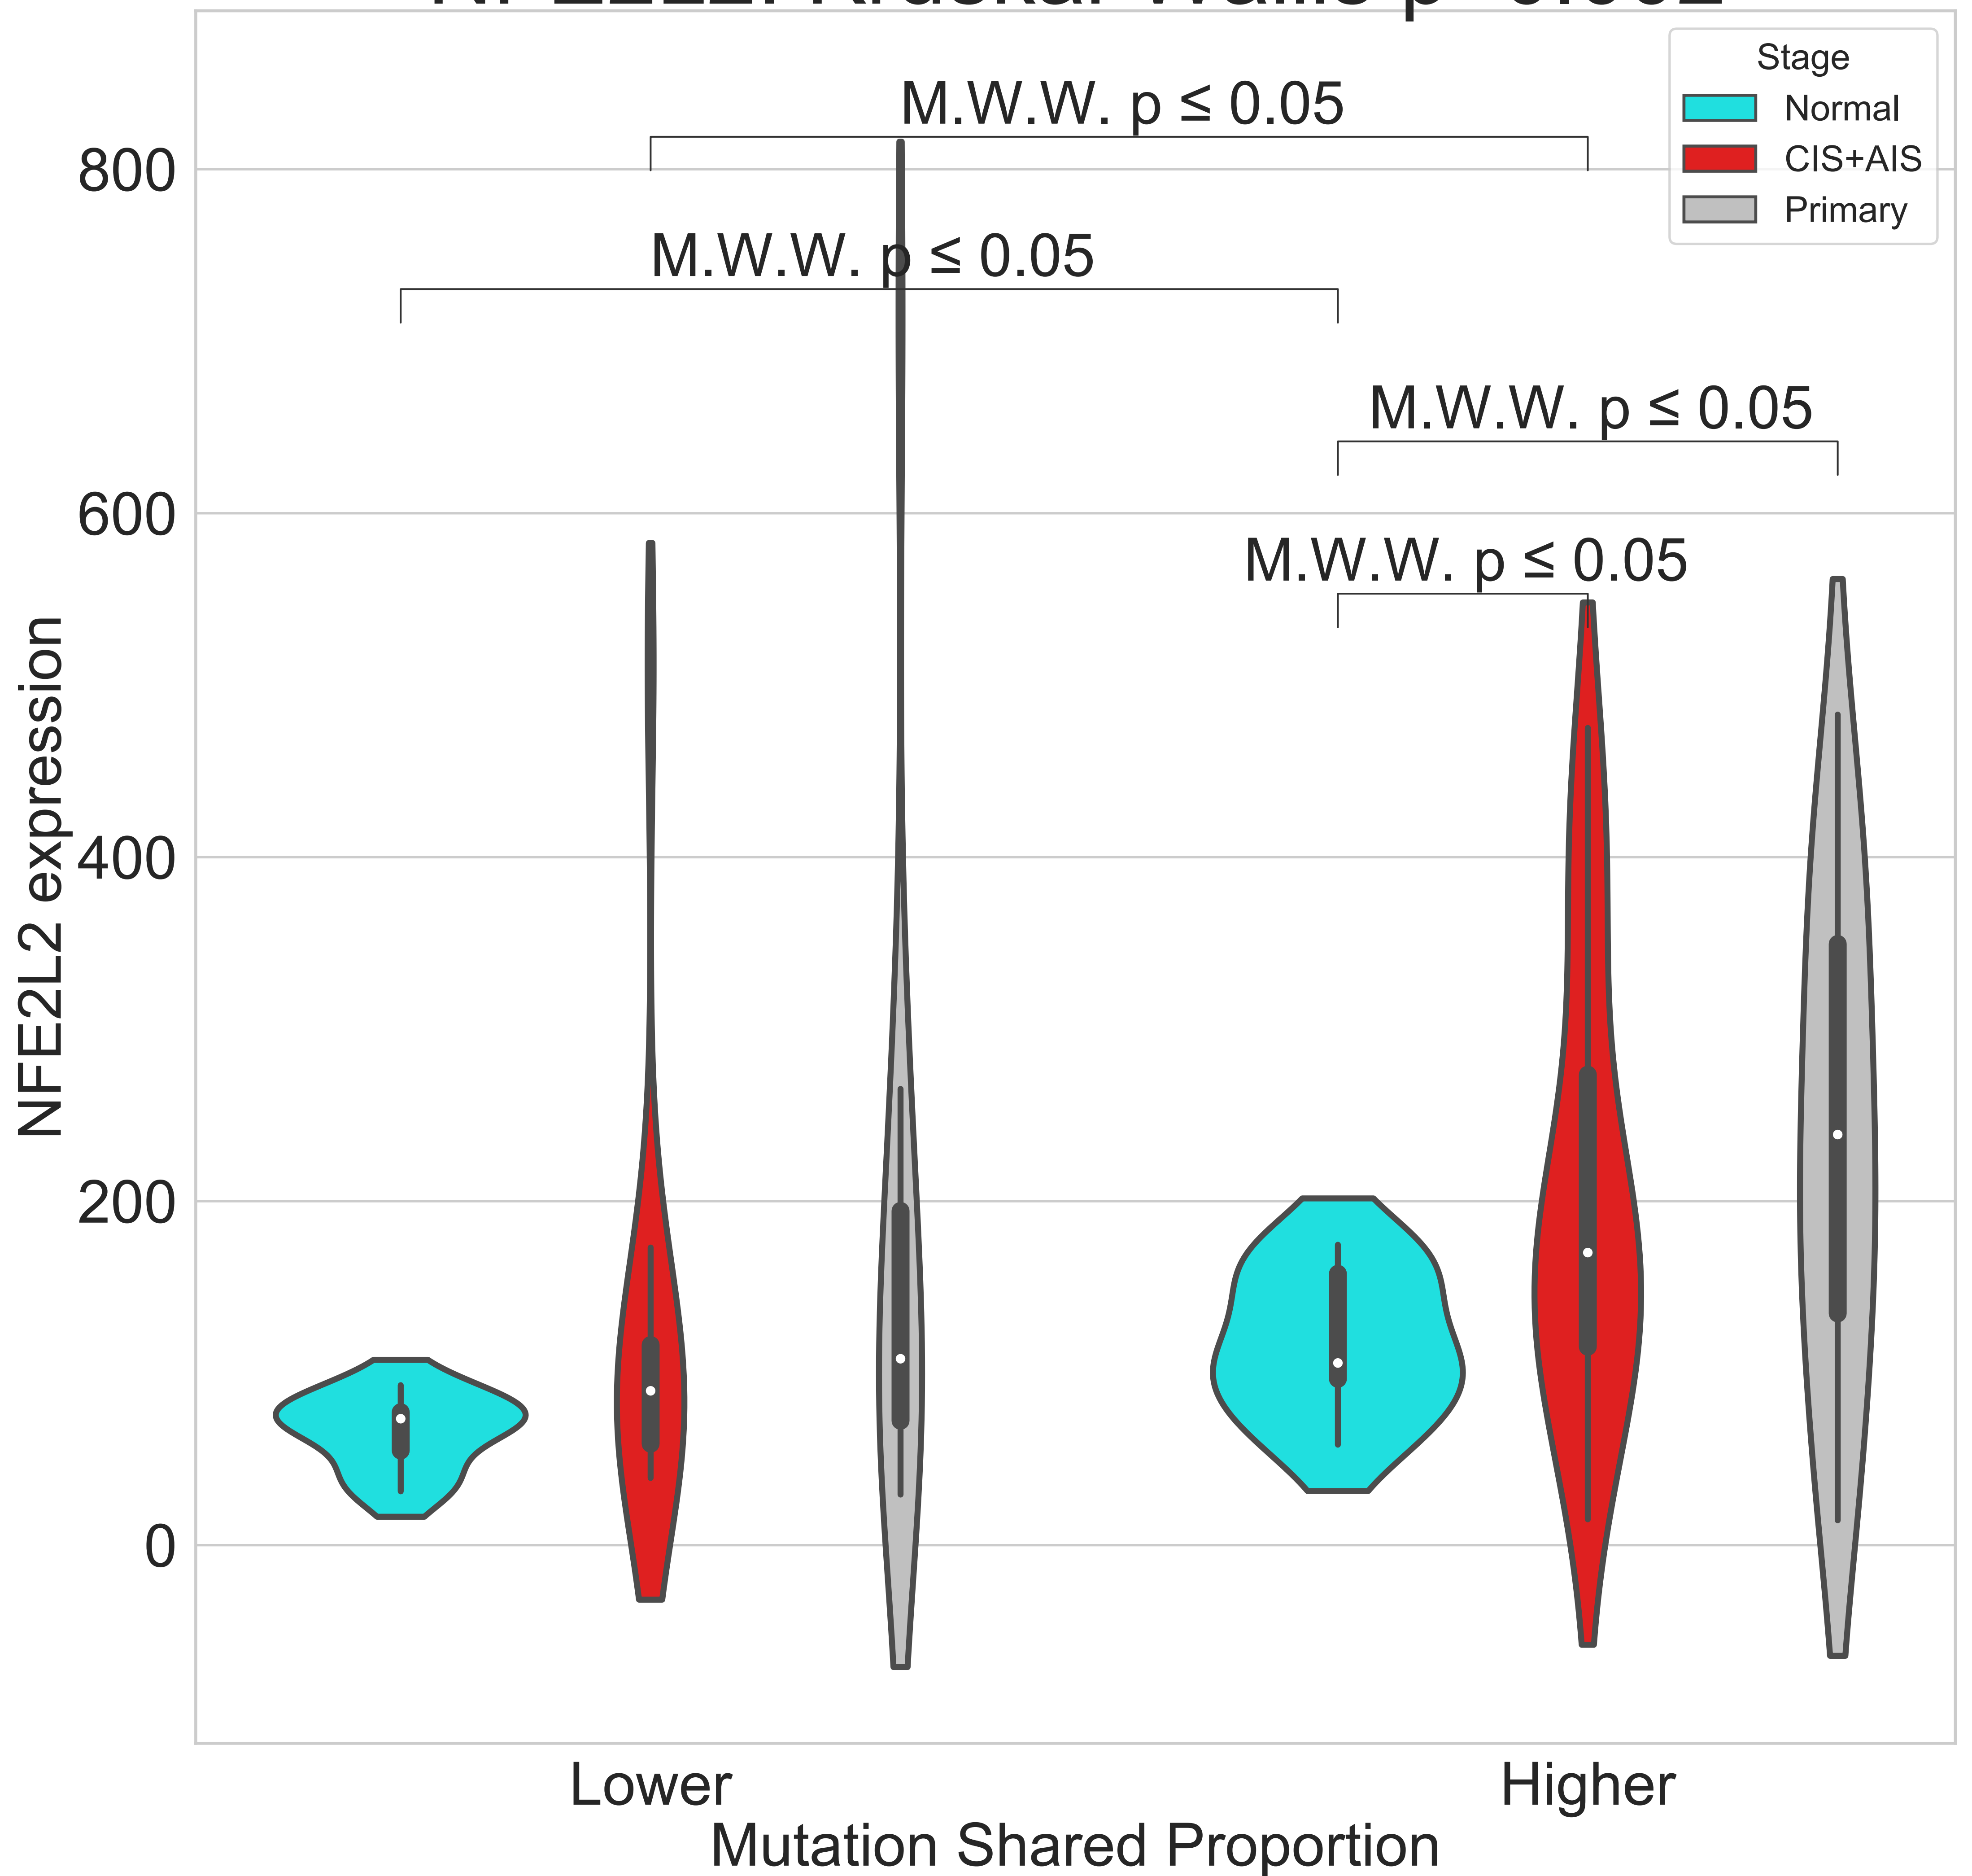 Stage
Normal
CIS+AIS
Primary
M.W.W. p ≤ 0.05
M.W.W. p ≤ 0.05
M.W.W. p ≤ 0.05
M.W.W. p ≤ 0.05
800
600
400
200
0
NFE2L2 expression
Lower
Higher
Mutation Shared Proportion